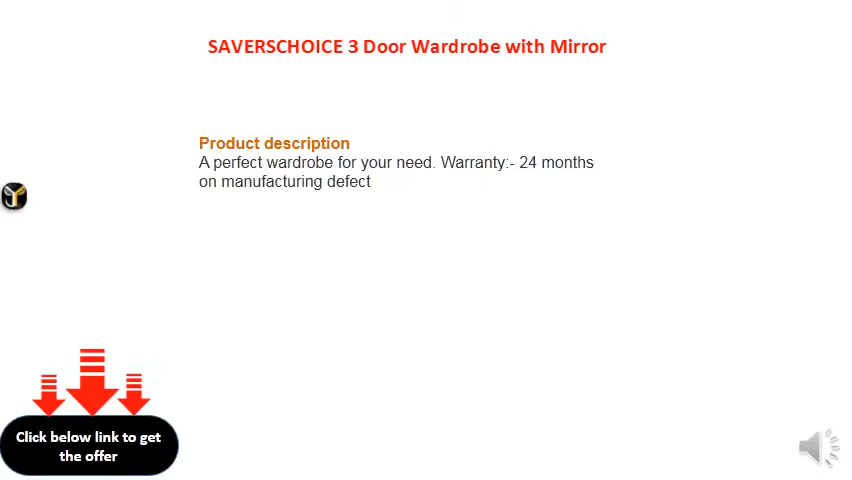 SAVERSCHOICE 3 Door Wardrobe with Mirror
Product description
A perfect wardrobe for your need. Warranty:- 24 months
on manufacturing defect
Click below link to get
the offer